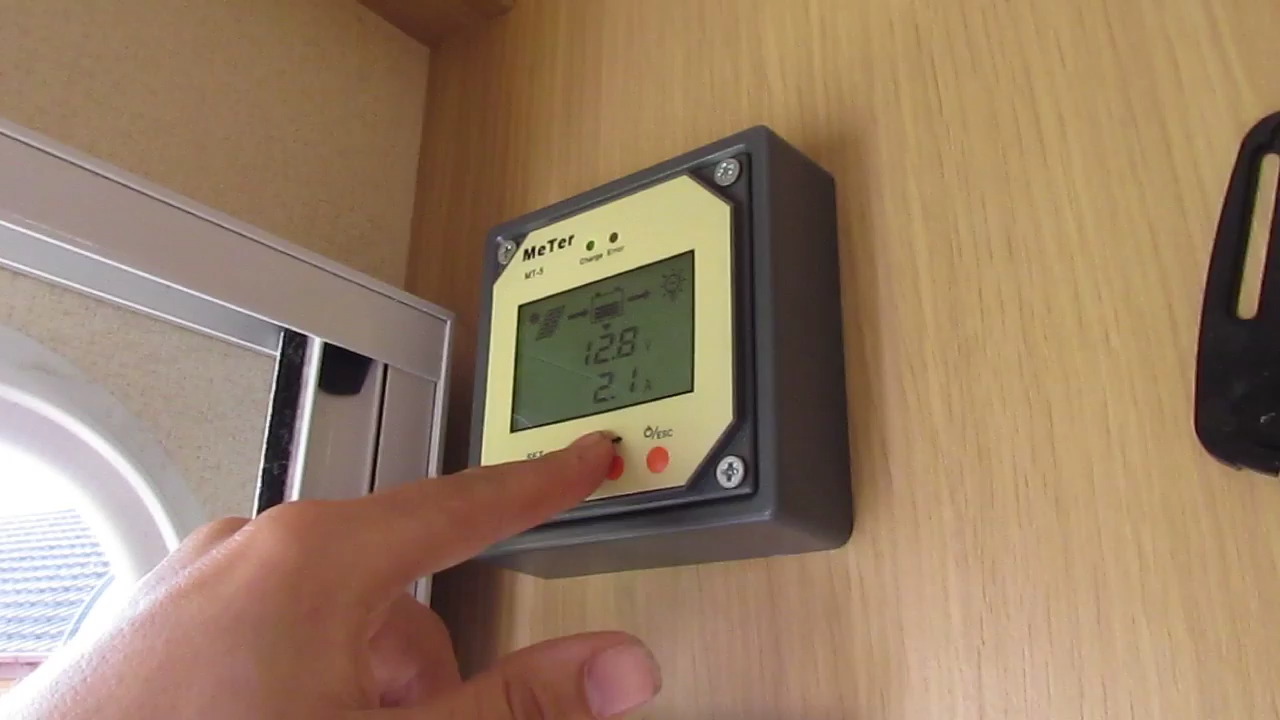 MeTer
MT-5
Charge Error
12.8 V
2.1 A
SET
/ESC